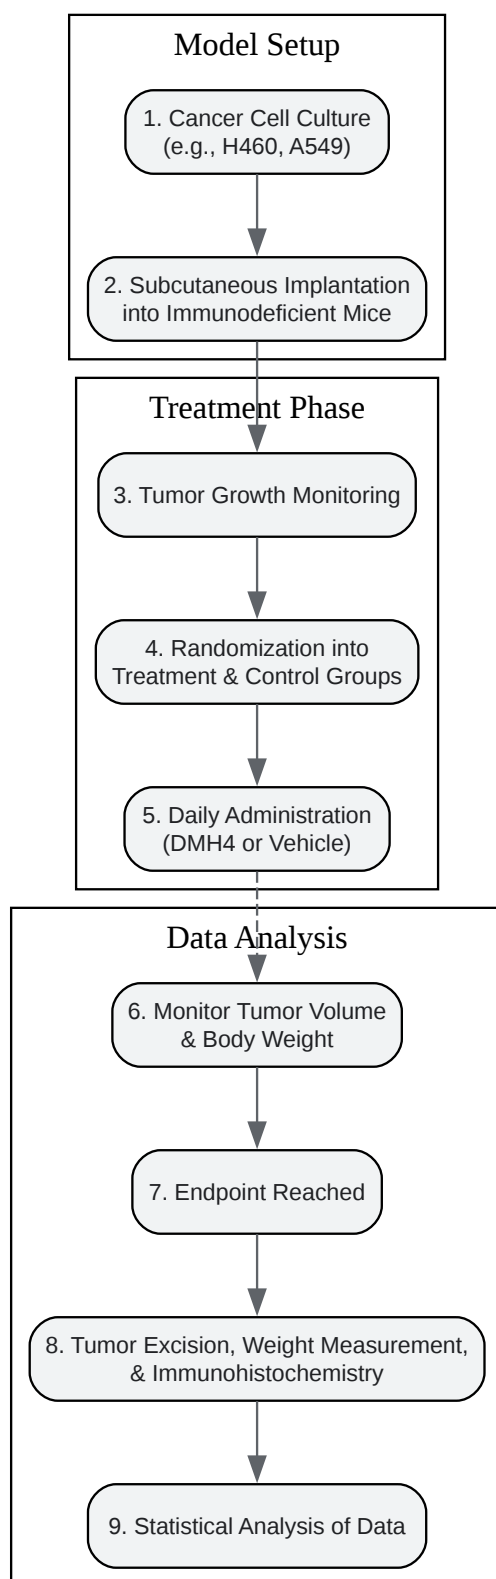 Model Setup
1. Cancer Cell Culture
(e.g., H460, A549)
2. Subcutaneous Implantation
into Immunodeficient Mice
Treatment Phase
3. Tumor Growth Monitoring
4. Randomization into
Treatment & Control Groups
5. Daily Administration
(DMH4 or Vehicle)
Data Analysis
6. Monitor Tumor Volume
& Body Weight
7. Endpoint Reached
8. Tumor Excision, Weight Measurement,
& Immunohistochemistry
9. Statistical Analysis of Data